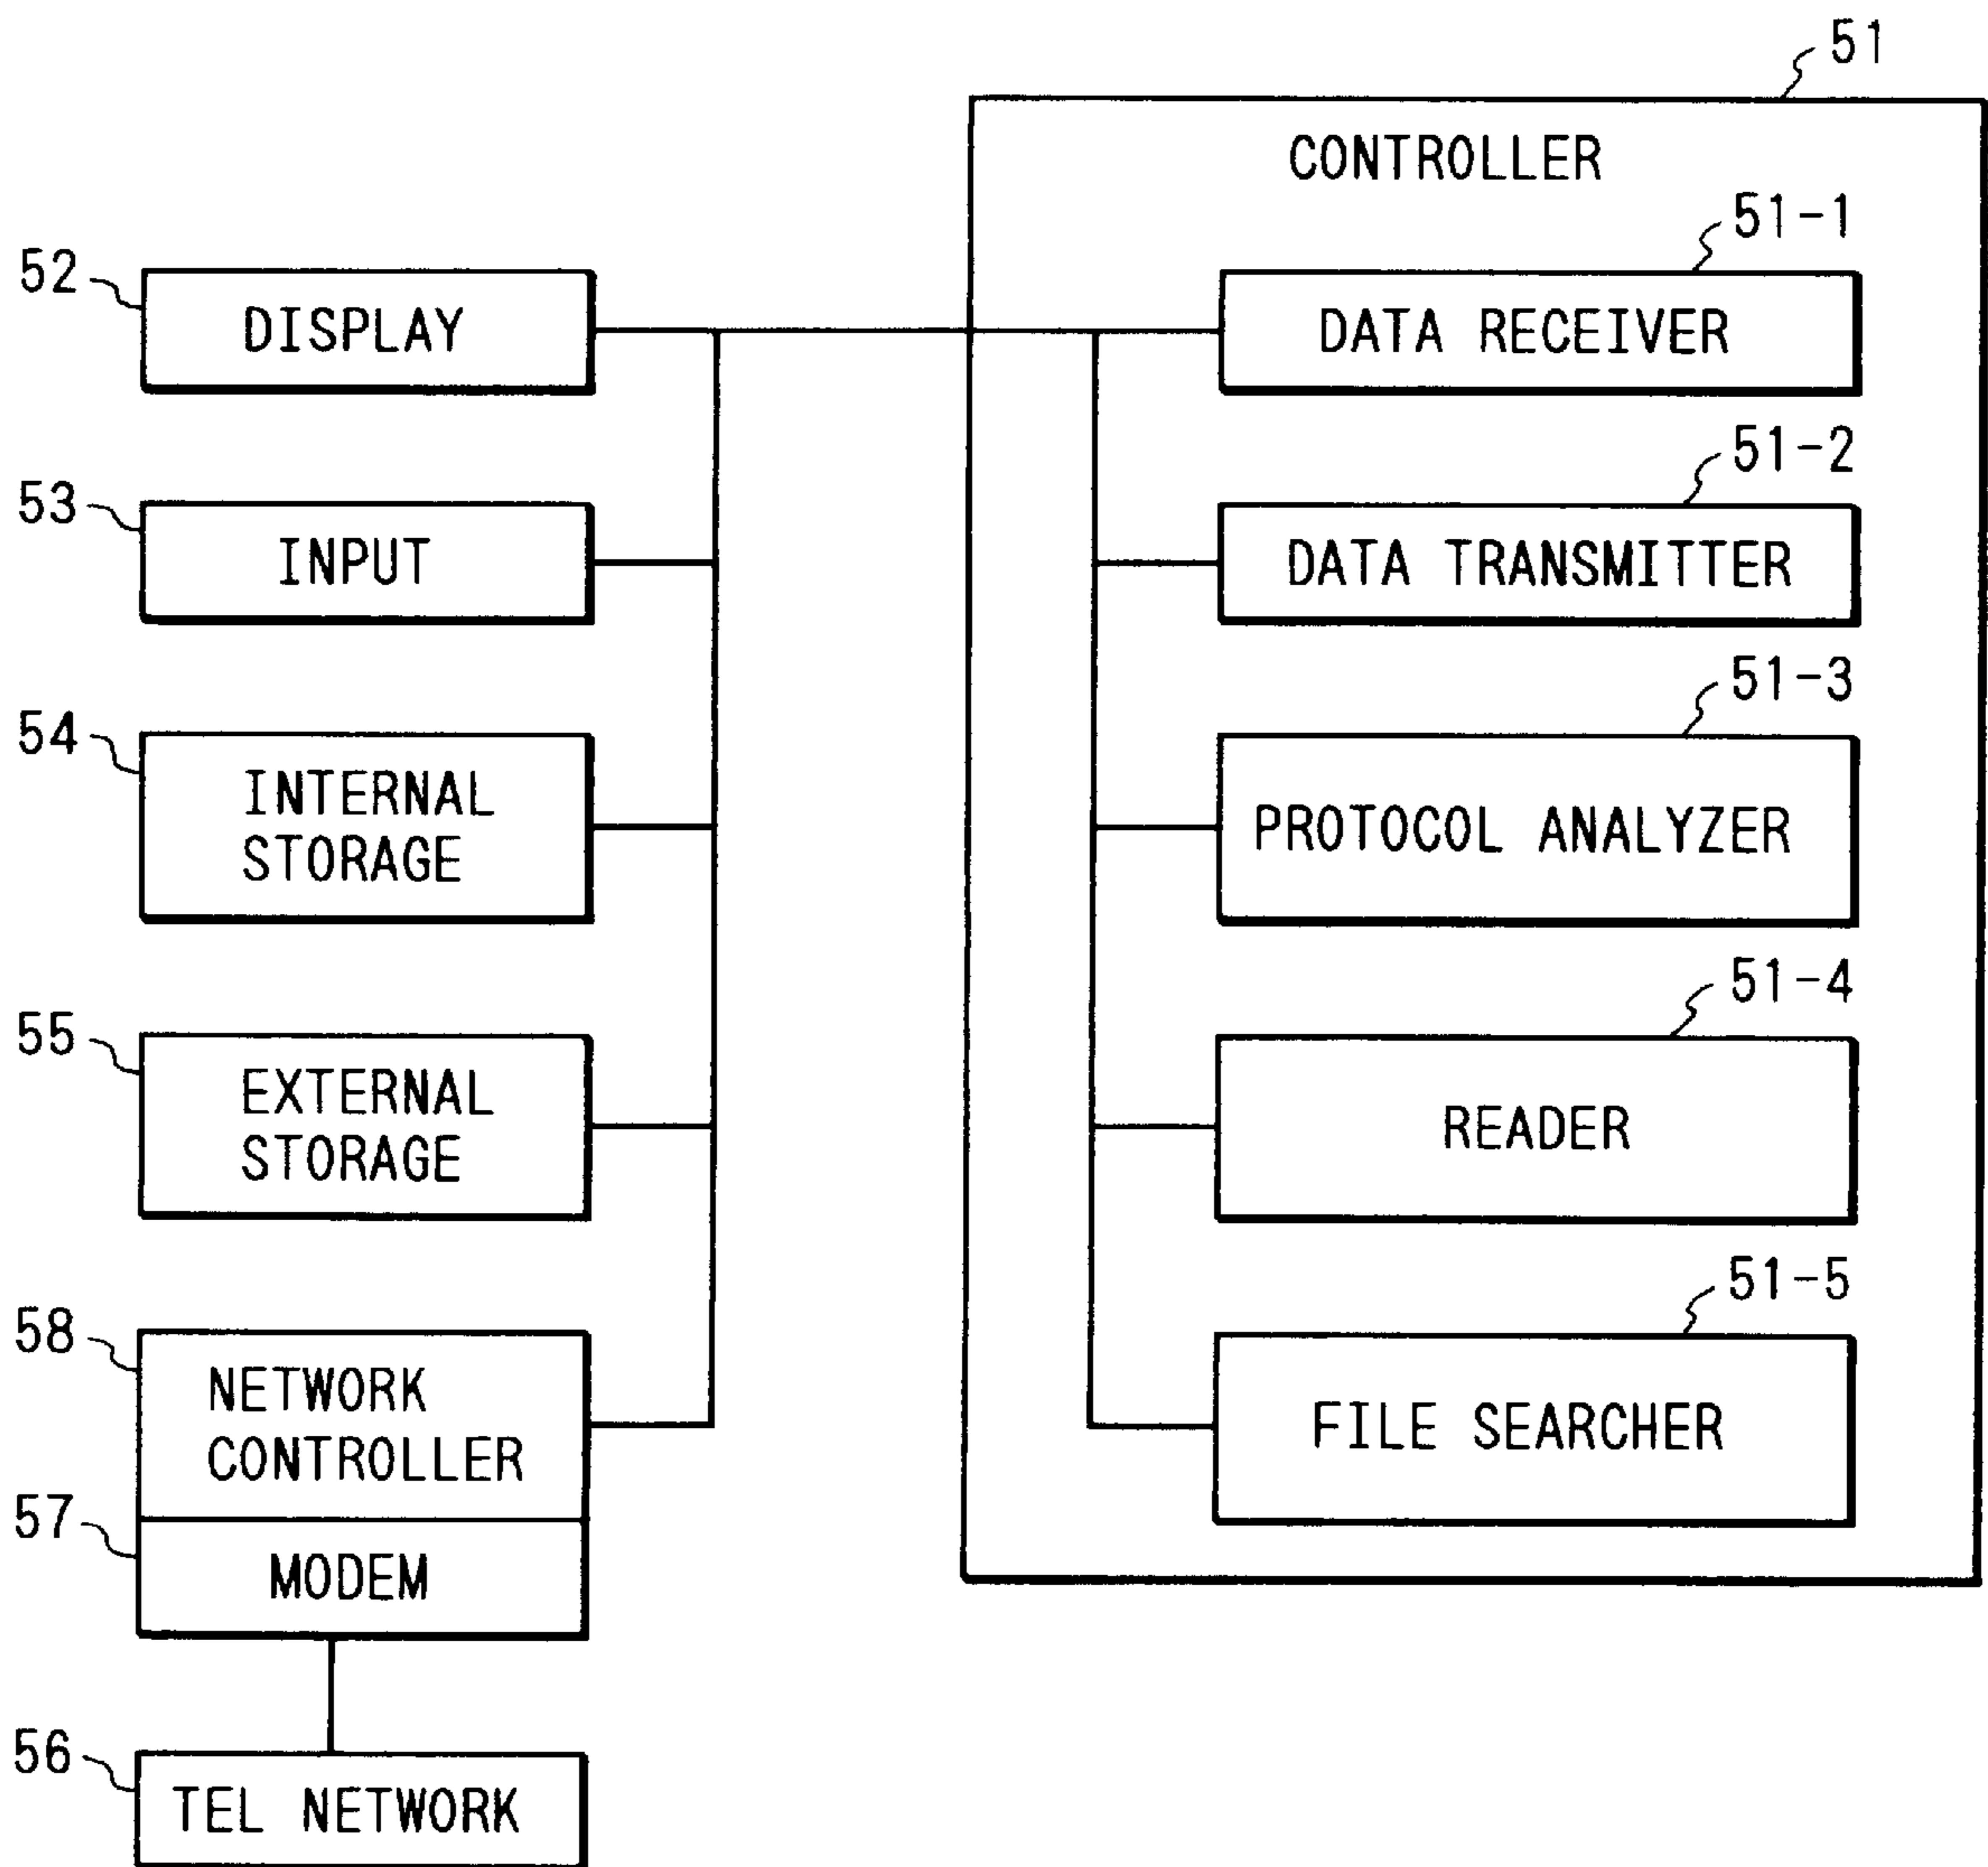 51
CONTROLLER
51-1
52
DISPLAY
DATA RECEIVER
51-2
53
INPUT
DATA TRANSMITTER
51-3
54
INTERNAL
STORAGE
PROTOCOL ANALYZER
51-4
55
EXTERNAL
STORAGE
READER
51-5
58
NETWORK
CONTROLLER
FILE SEARCHER
57
MODEM
56
TEL NETWORK